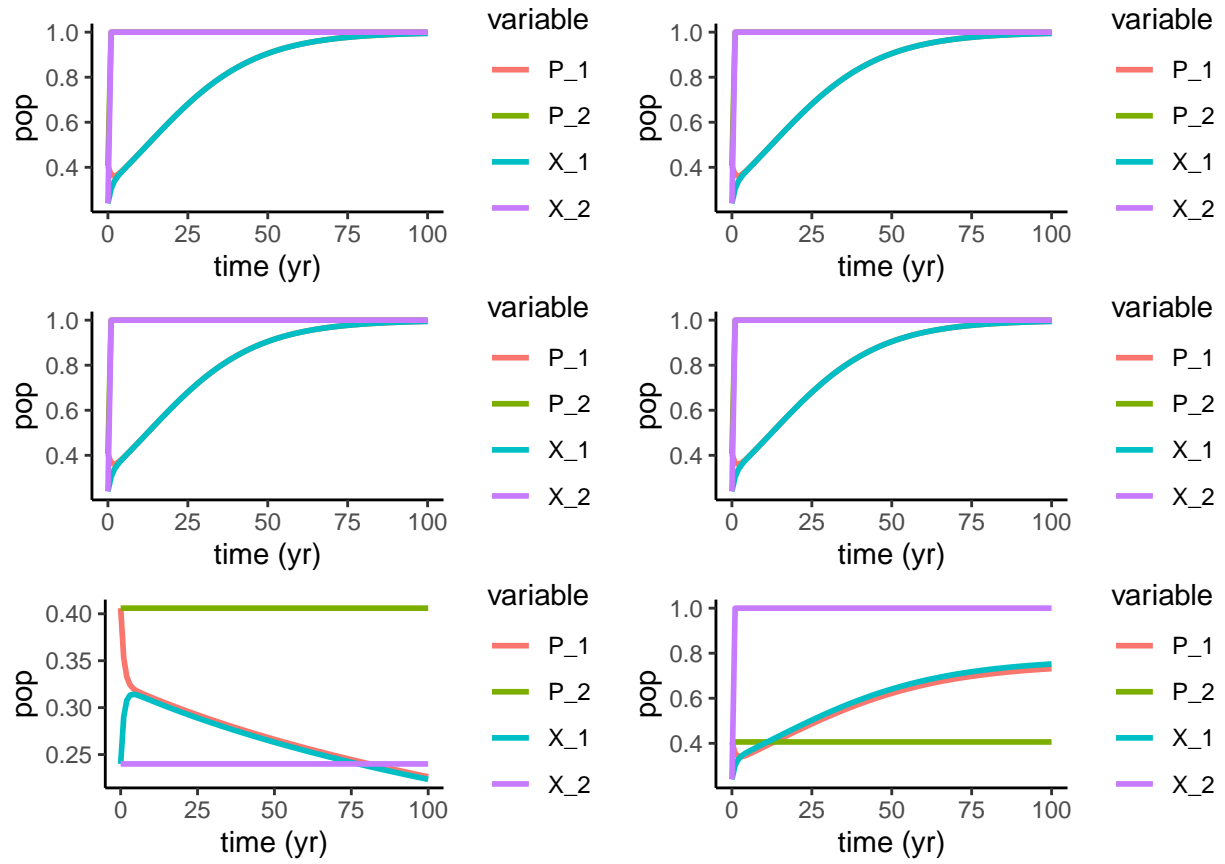 variable
pop
1.0
0.8
0.6
0.4
P_1
P_2
X_1
X_2
0 25 50 75 100
time (yr)
variable
pop
1.0
0.8
0.6
0.4
P_1
P_2
X_1
X_2
0 25 50 75 100
time (yr)
variable
pop
1.0
0.8
0.6
0.4
P_1
P_2
X_1
X_2
0 25 50 75 100
time (yr)
variable
pop
1.0
0.8
0.6
0.4
P_1
P_2
X_1
X_2
0 25 50 75 100
time (yr)
variable
pop
0.40
0.35
0.30
0.25
P_1
P_2
X_1
X_2
0 25 50 75 100
time (yr)
variable
pop
1.0
0.8
0.6
0.4
P_1
P_2
X_1
X_2
0 25 50 75 100
time (yr)